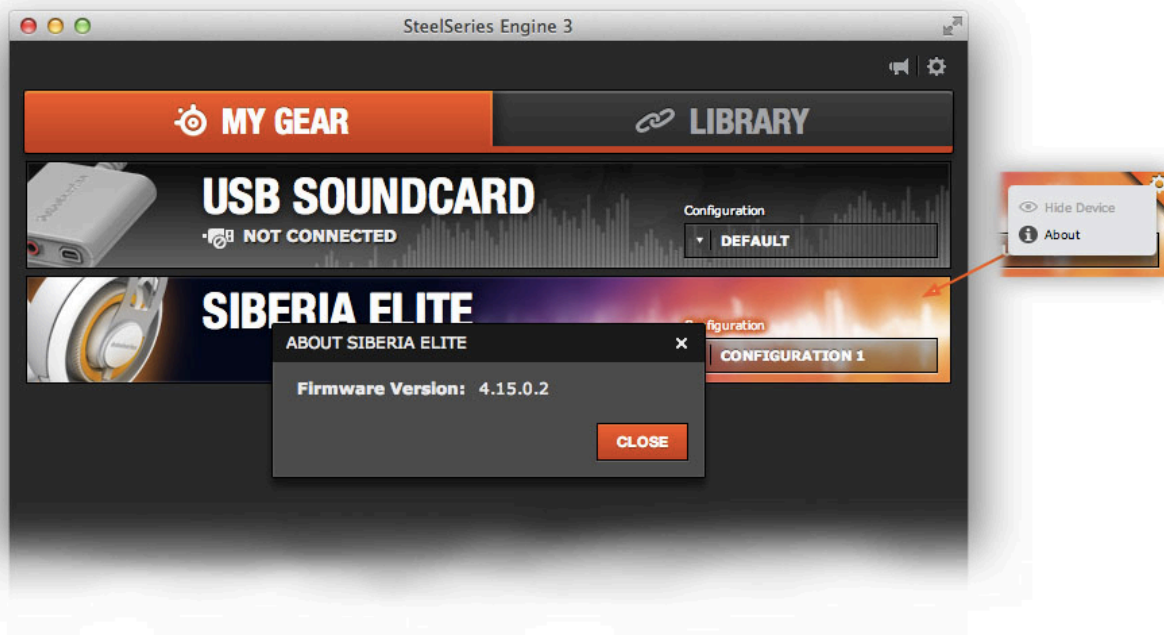 SteelSeries Engine 3
MY GEAR
LIBRARY
USB SOUNDCARD
NOT CONNECTED
Configuration
DEFAULT
Hide Device
About
SIBERIA ELITE
figuration
CONFIGURATION 1
ABOUT SIBERIA ELITE
Firmware Version: 4.15.0.2
CLOSE